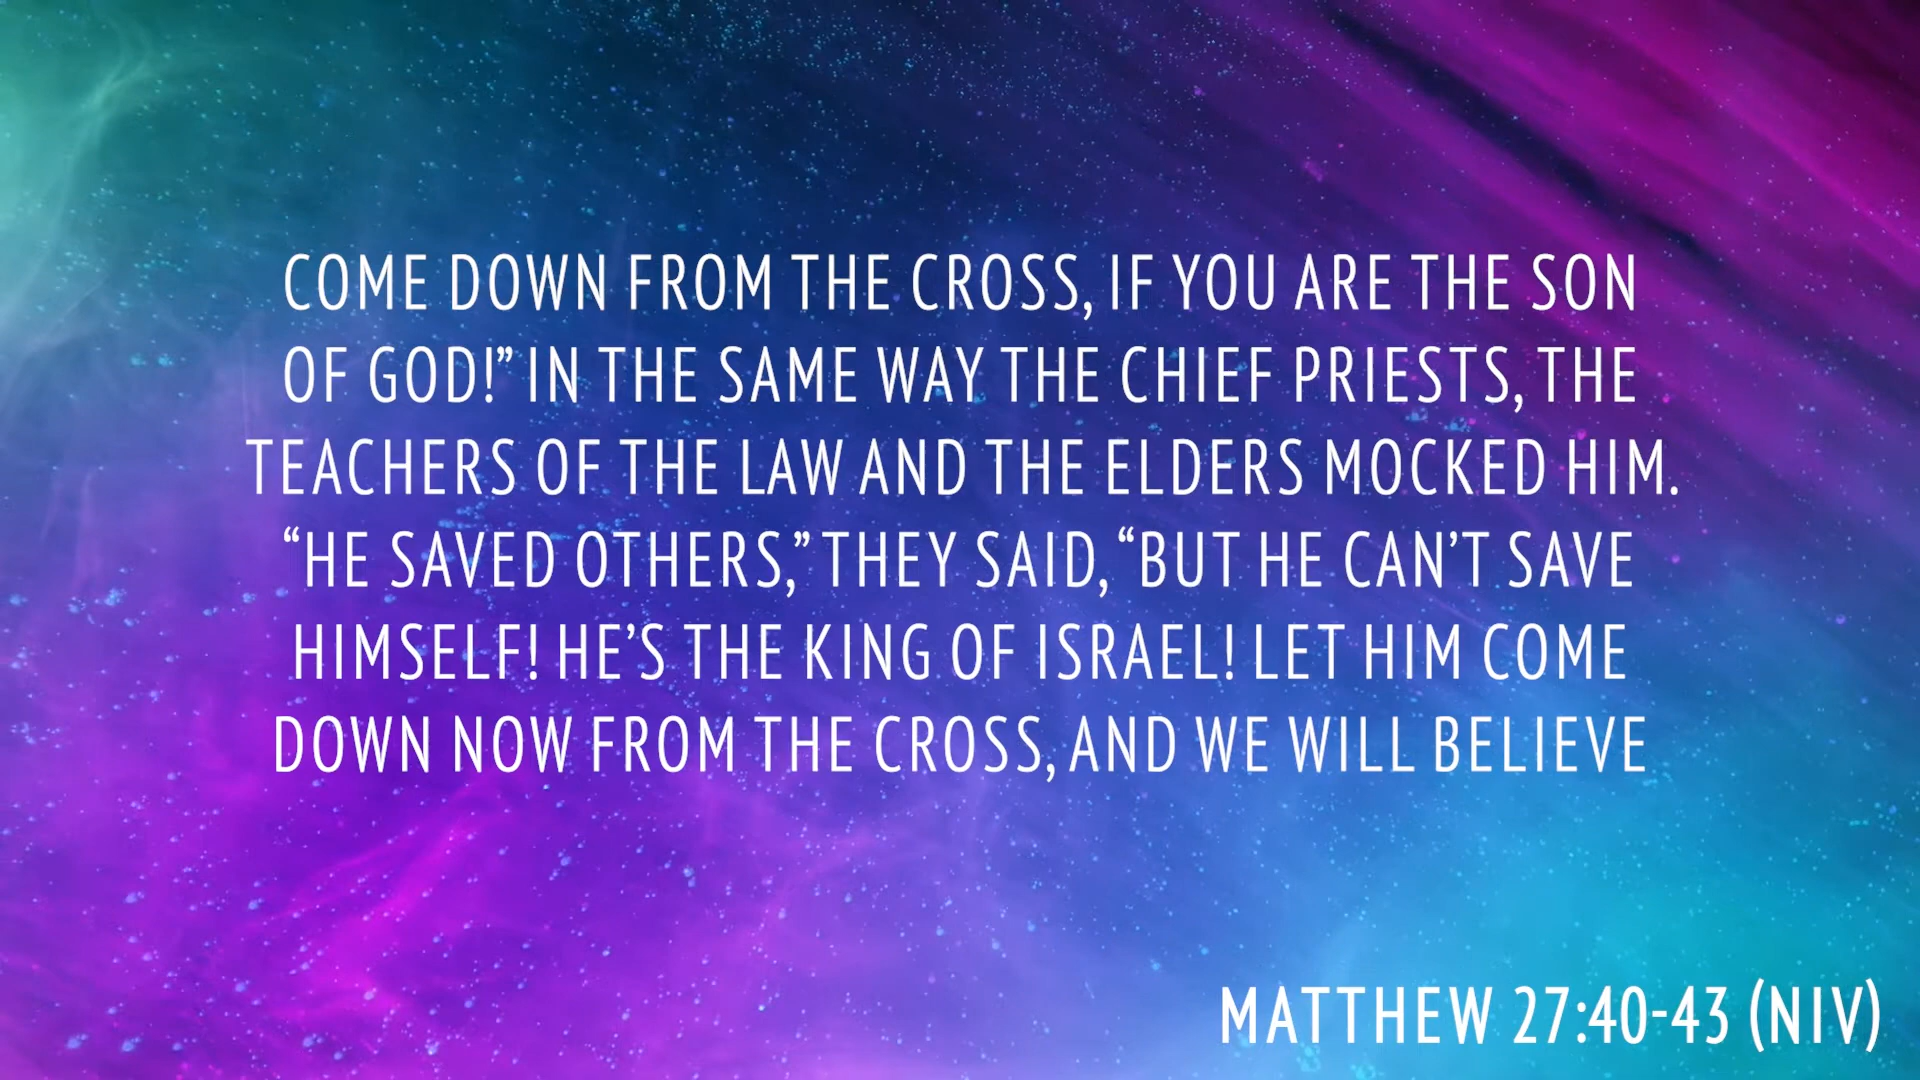 COME DOWN FROM THE CROSS, IF YOU ARE THE SON
OF GOD!” IN THE SAME WAY THE CHIEF PRIESTS, THE
TEACHERS OF THE LAW AND THE ELDERS MOCKED HIM.
“HE SAVED OTHERS,” THEY SAID, “BUT HE CAN’T SAVE
HIMSELF! HE’S THE KING OF ISRAEL! LET HIM COME
DOWN NOW FROM THE CROSS, AND WE WILL BELIEVE
MATTHEW 27:40-43 (NIV)